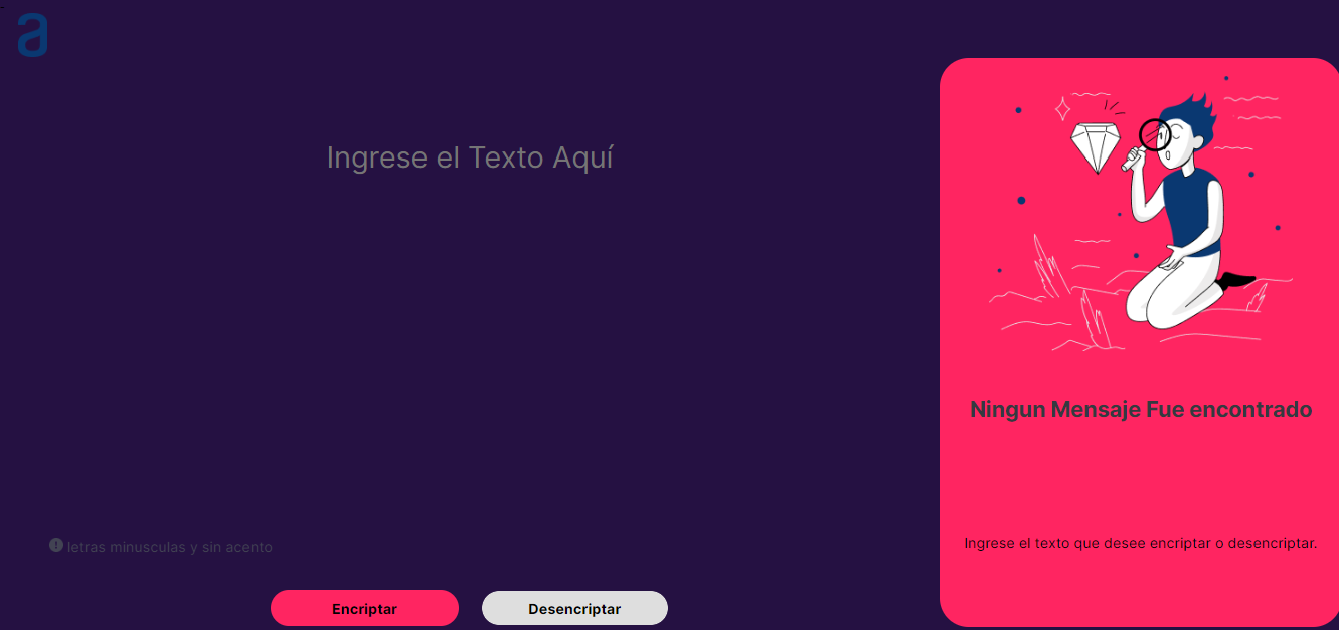 a
Ingrese el Texto Aquí
Ningun Mensaje Fue encontrado
Ingrese el texto que desee encriptar o desencriptar.
! letras minusculas y sin acento
Encriptar
Desencriptar